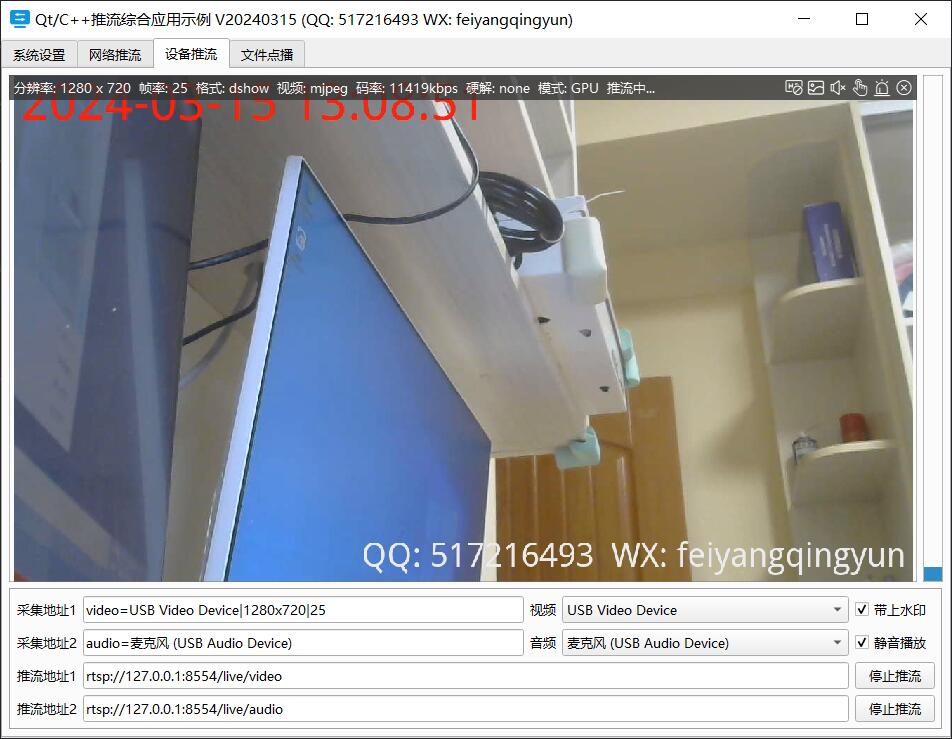 Qt/C++推流综合应用示例 V20240315 (QQ: 517216493 WX: feiyangqingyun)
系统设置 网络推流 设备推流 文件点播
分辨率: 1280 x 720 帧率: 25 格式: dshow 视频: mjpeg 码率: 11419kbps 硬解: none 模式: GPU 推流中...
2024-03-15 13:08:51
QQ: 517216493 WX: feiyangqingyun
采集地址1 video=USB Video Device|1280x720|25 视频 USB Video Device 带上水印
采集地址2 audio=麦克风 (USB Audio Device) 音频 麦克风 (USB Audio Device) 静音播放
推流地址1 rtsp://127.0.0.1:8554/live/video 停止推流
推流地址2 rtsp://127.0.0.1:8554/live/audio 停止推流